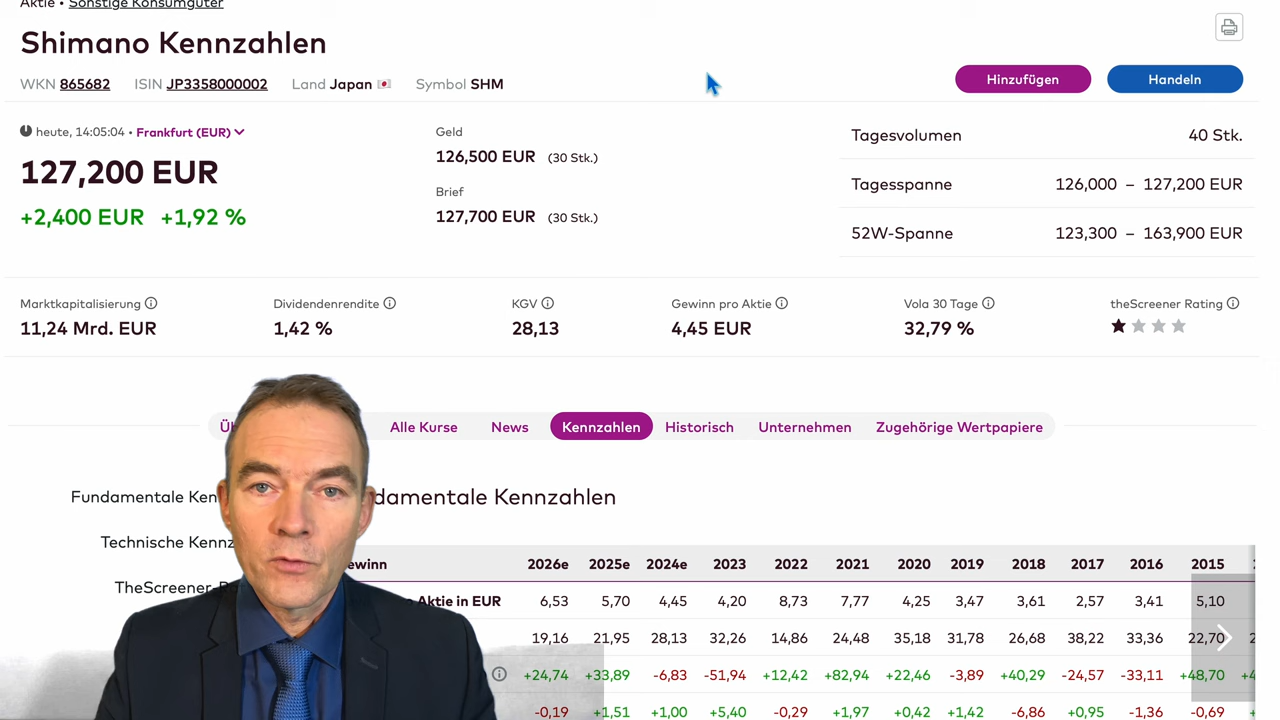 Aktie • Sonstige Konsumgüter
Shimano Kennzahlen
WKN 865682 ISIN JP3358000002 Land Japan Symbol SHM
Hinzufügen Handeln
heute, 14:05:04 • Frankfurt (EUR)
127,200 EUR
+2,400 EUR +1,92 %
Geld
126,500 EUR (30 Stk.)
Brief
127,700 EUR (30 Stk.)
Tagesvolumen 40 Stk.
Tagesspanne 126,000 – 127,200 EUR
52W-Spanne 123,300 – 163,900 EUR
Marktkapitalisierung Dividendenrendite KGV Gewinn pro Aktie Vola 30 Tage theScreener Rating
11,24 Mrd. EUR 1,42 % 28,13 4,45 EUR 32,79 %
Alle Kurse News Kennzahlen Historisch Unternehmen Zugehörige Wertpapiere
Fundamentale Ken
Technische Kennz
TheScreener-
damentale Kennzahlen
ewinn 2026e 2025e 2024e 2023 2022 2021 2020 2019 2018 2017 2016 2015
Aktie in EUR 6,53 5,70 4,45 4,20 8,73 7,77 4,25 3,47 3,61 2,57 3,41 5,10
19,16 21,95 28,13 32,26 14,86 24,48 35,18 31,78 26,68 38,22 33,36 22,70
+24,74 +33,89 -6,83 -51,94 +12,42 +82,94 +22,46 -3,89 +40,29 -24,57 -33,11 +48,70
-0,19 +1,51 +1,00 +5,40 -0,29 +1,97 +0,42 +1,42 -6,86 +0,95 -1,36 -0,69